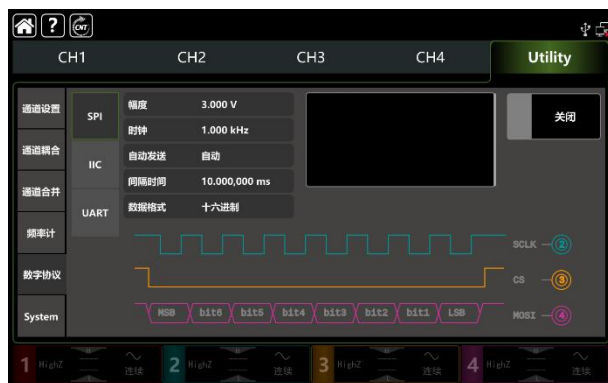 ? CNT
CH1 CH2 CH3 CH4 Utility
通道设置
通道耦合
通道合并
频率计
数字协议
System
SPI
IIC
UART
幅度 3.000 V
时钟 1.000 kHz
自动发送 自动
间隔时间 10.000,000 ms
数据格式 十六进制
关闭
SCLK 2
CS 3
MSB bit6 bit5 bit4 bit3 bit2 bit1 LSB MOSI 4
1 HighZ 连续 2 HighZ 连续 3 HighZ 连续 4 HighZ 连续